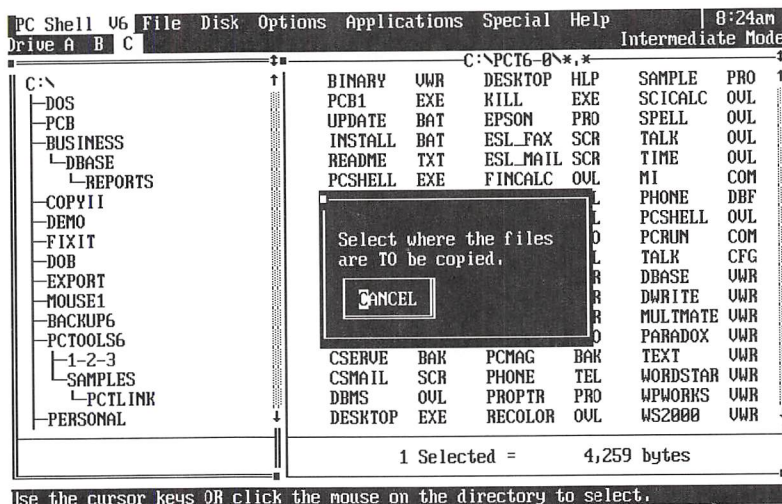 PC Shell V6 File Disk Options Applications Special Help 8:24am
Drive A B C Intermediate Mode
C:\PCT6-0\*.*
C:\
DOS
PCB
BUSINESS
DBASE
REPORTS
COPYII
DEMO
FIXIT
DOB
EXPORT
MOUSE1
BACKUP6
PCTOOLS6
1-2-3
SAMPLES
PCTLINK
PERSONAL
BINARY VWR DESKTOP HLP SAMPLE PRO
PCB1 EXE KILL EXE SCICALC OVL
UPDATE BAT EPSON PRO SPELL OVL
INSTALL BAT ESL_FAX SCR TALK OVL
README TXT ESL_MAIL SCR TIME OVL
PCSHELL EXE FINCALC OVL MI COM
L PHONE DBF
L PCSHELL OVL
O PCRUN COM
L TALK CFG
R DBASE VWR
R DWRITE VWR
R MULTMATE VWR
O PARADOX VWR
CSERVE BAK PCMAG BAK TEXT VWR
CSMAIL SCR PHONE TEL WORDSTAR VWR
DBMS OVL PROPTR PRO WPWORKS VWR
DESKTOP EXE RECOLOR OVL WS2000 VWR
Select where the files
are TO be copied.
CANCEL
1 Selected = 4,259 bytes
Use the cursor keys OR click the mouse on the directory to select.